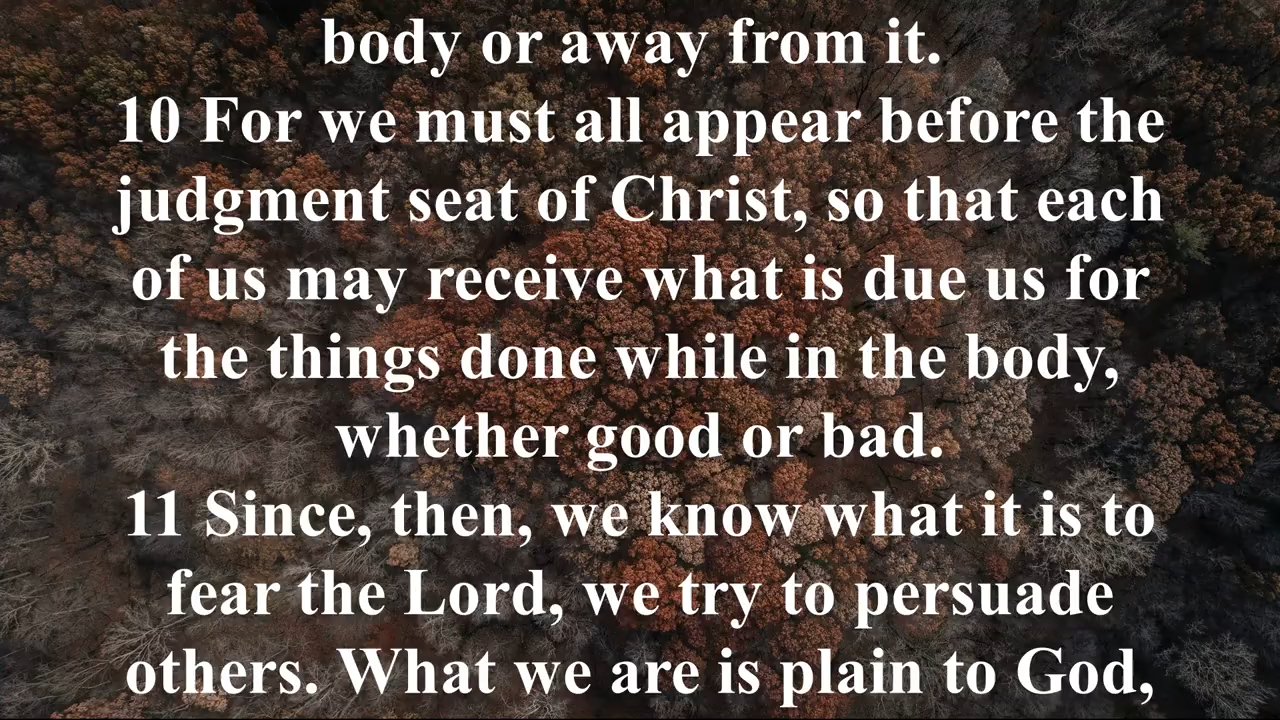 body or away from it.
10 For we must all appear before the
judgment seat of Christ, so that each
of us may receive what is due us for
the things done while in the body,
whether good or bad.
11 Since, then, we know what it is to
fear the Lord, we try to persuade
others. What we are is plain to God,